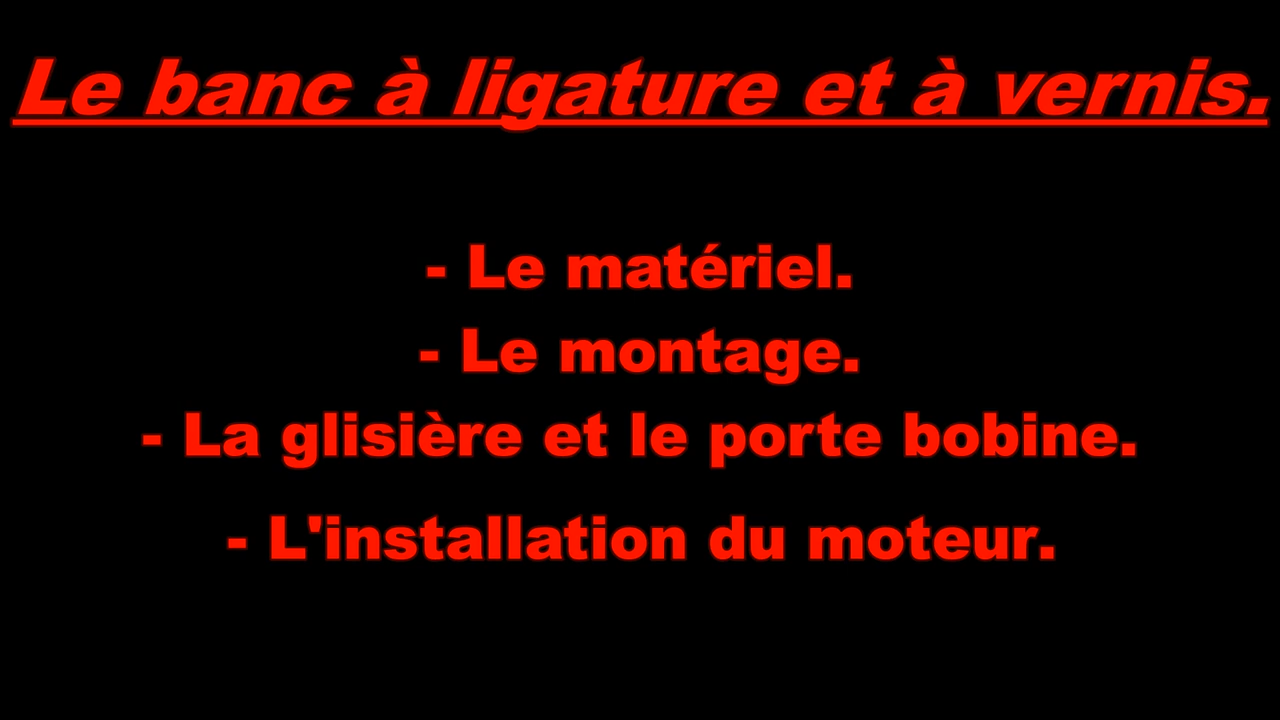 Le banc à ligature et à vernis.
- Le matériel.
- Le montage.
- La glisière et le porte bobine.
- L'installation du moteur.